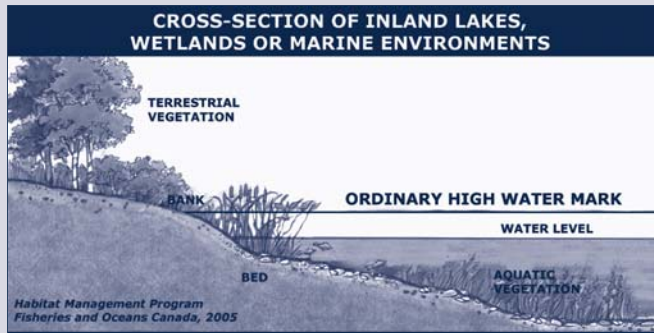 CROSS-SECTION OF INLAND LAKES,
WETLANDS OR MARINE ENVIRONMENTS
TERRESTRIAL
VEGETATION
BANK
ORDINARY HIGH WATER MARK
WATER LEVEL
BED
AQUATIC
VEGETATION
Habitat Management Program
Fisheries and Oceans Canada, 2005